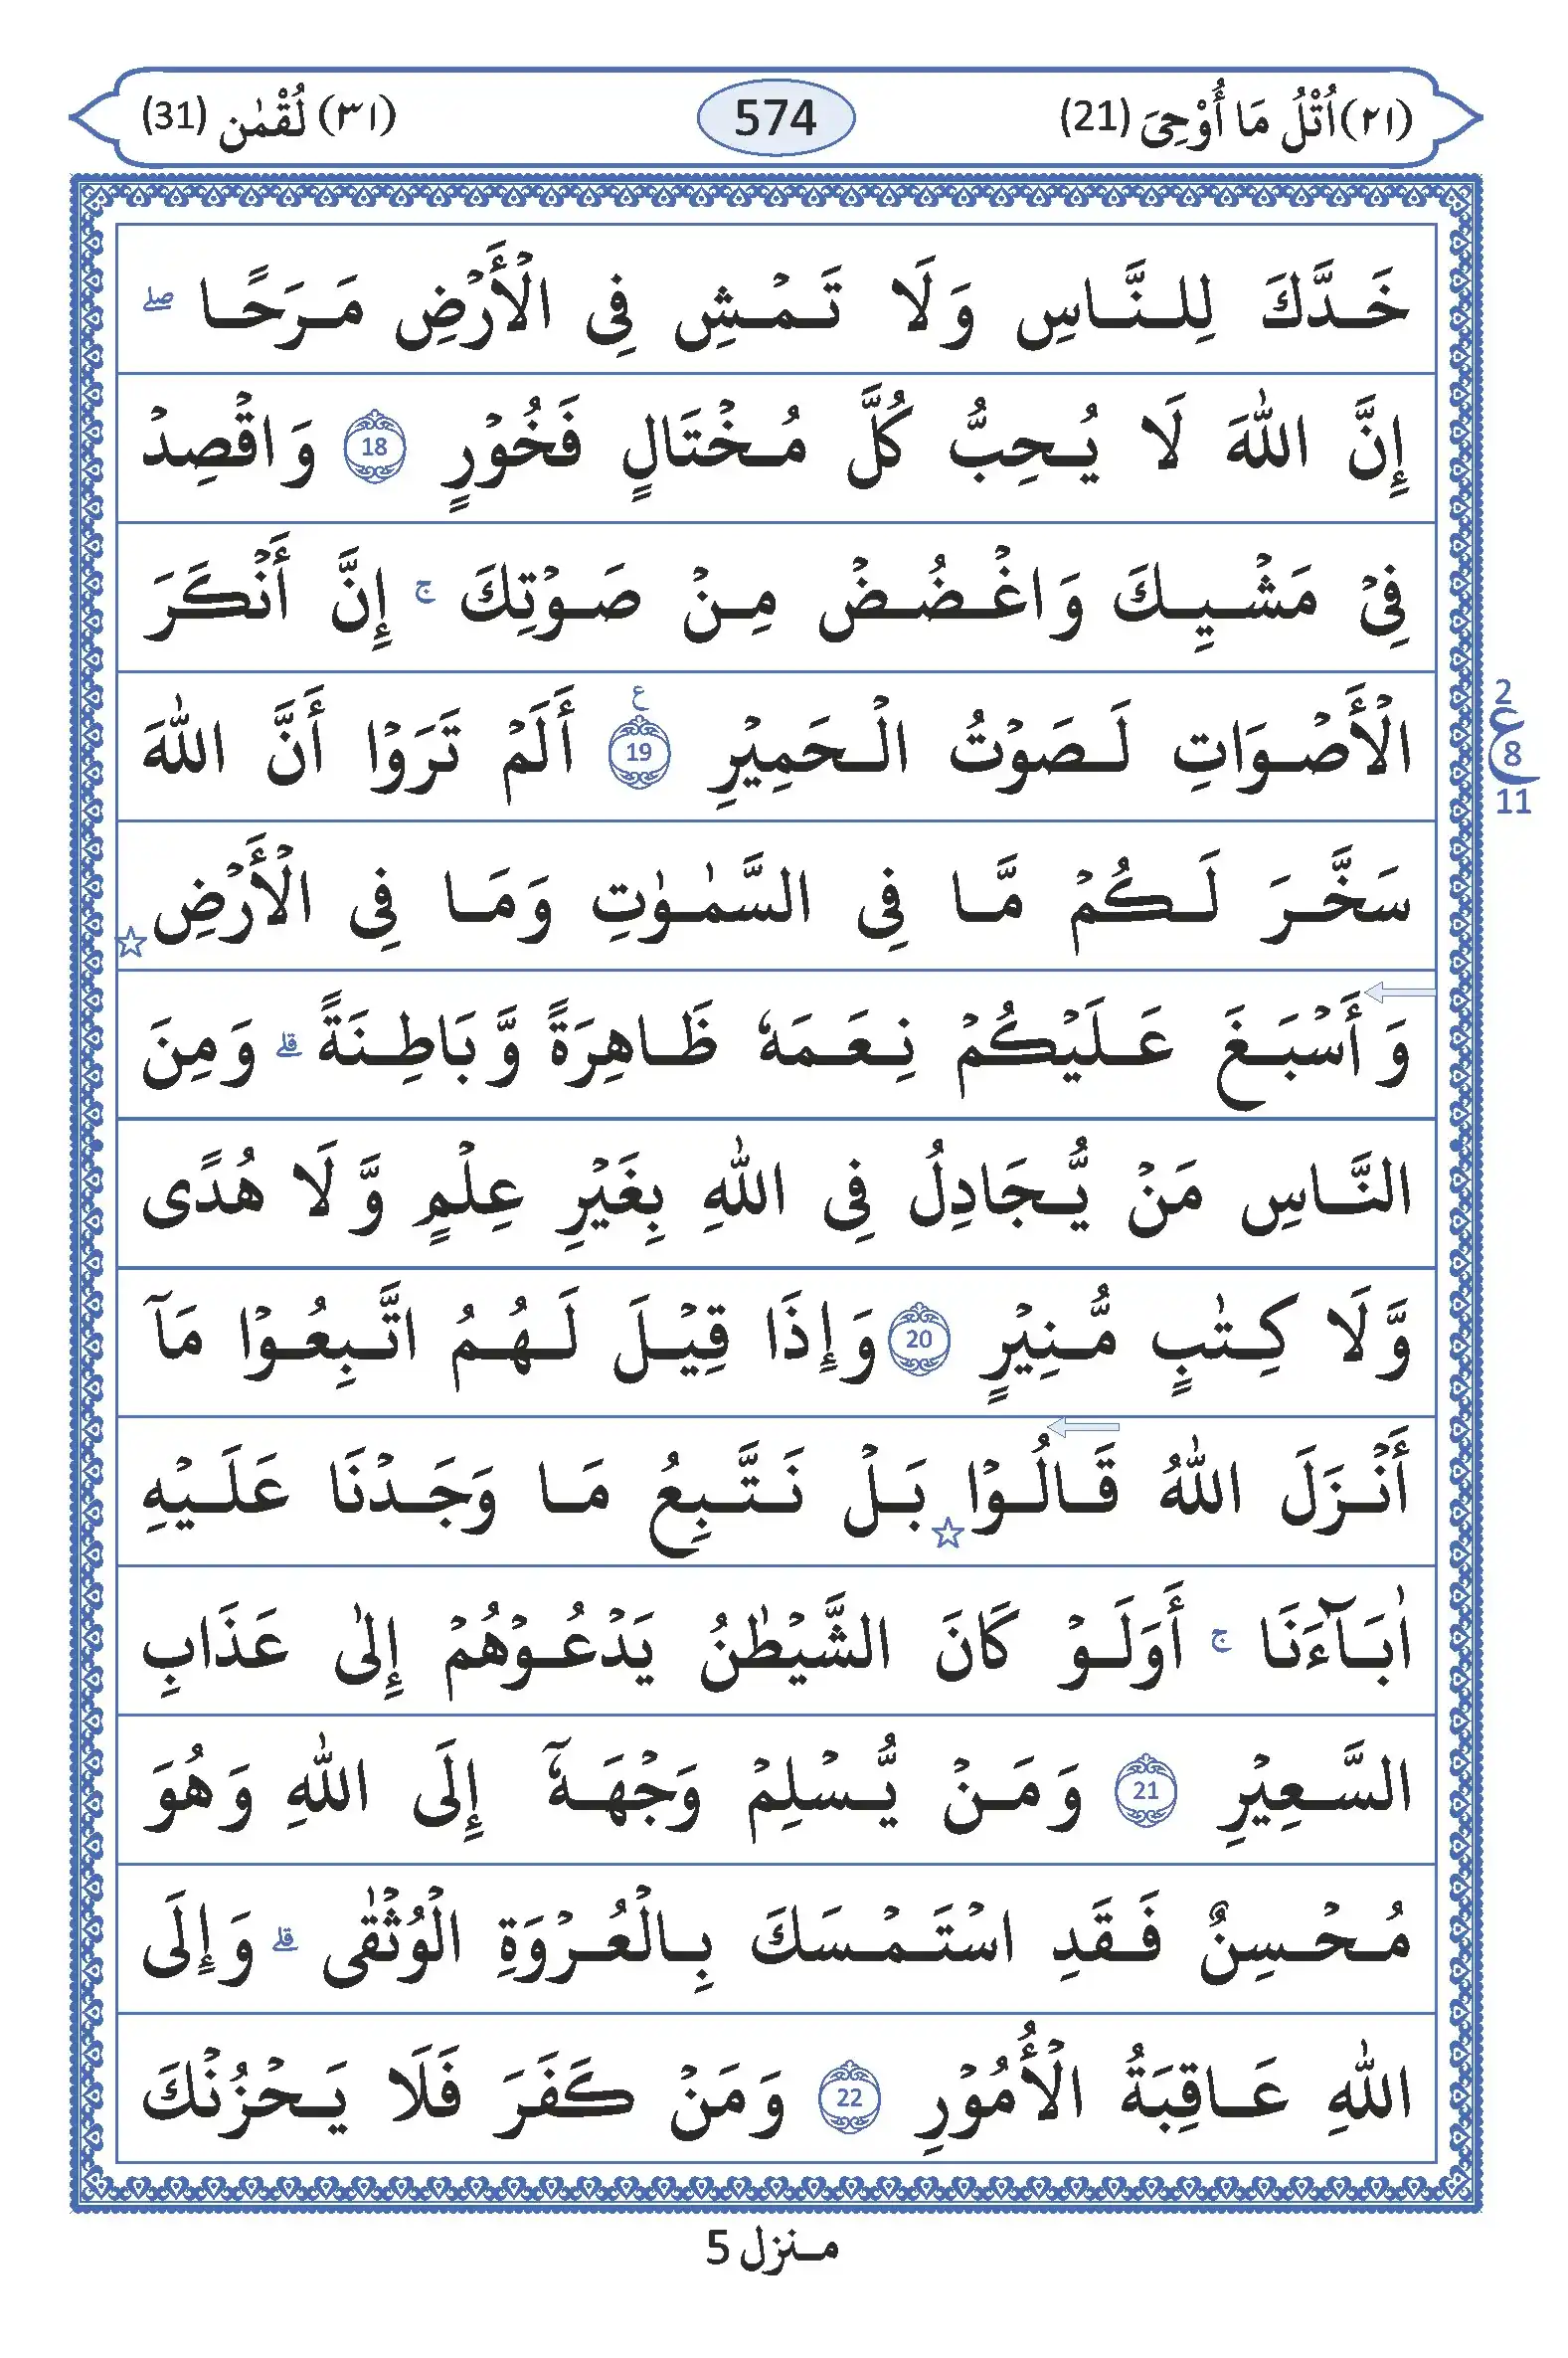 (٢١) اُتْلُ مَا أُوْحِىَ (21) 574 (٣١) لُقْمٰن (31)
خَدَّكَ لِلنَّاسِ وَلَا تَمْشِ فِى الْأَرْضِ مَرَحًا ۖ
إِنَّ اللّٰهَ لَا يُحِبُّ كُلَّ مُخْتَالٍ فَخُوْرٍ 18 وَاقْصِدْ
فِىْ مَشْيِكَ وَاغْضُضْ مِنْ صَوْتِكَ ۚ إِنَّ أَنْكَرَ
الْأَصْوَاتِ لَصَوْتُ الْحَمِيْرِ 19 ع أَلَمْ تَرَوْا أَنَّ اللّٰهَ
2 ع 8 11
سَخَّرَ لَكُمْ مَّا فِى السَّمٰوٰتِ وَمَا فِى الْأَرْضِ ☆
وَأَسْبَغَ عَلَيْكُمْ نِعَمَهٗ ظَاهِرَةً وَّبَاطِنَةً ۗ وَمِنَ
النَّاسِ مَنْ يُّجَادِلُ فِى اللّٰهِ بِغَيْرِ عِلْمٍ وَّلَا هُدًى
وَّلَا كِتٰبٍ مُّنِيْرٍ 20 وَإِذَا قِيْلَ لَهُمُ اتَّبِعُوْا مَآ
أَنْزَلَ اللّٰهُ قَالُوْا ☆ بَلْ نَتَّبِعُ مَا وَجَدْنَا عَلَيْهِ
اٰبَآءَنَا ۚ أَوَلَوْ كَانَ الشَّيْطٰنُ يَدْعُوْهُمْ إِلٰى عَذَابِ
السَّعِيْرِ 21 وَمَنْ يُّسْلِمْ وَجْهَهٗٓ إِلَى اللّٰهِ وَهُوَ
مُحْسِنٌ فَقَدِ اسْتَمْسَكَ بِالْعُرْوَةِ الْوُثْقٰى ۗ وَإِلَى
اللّٰهِ عَاقِبَةُ الْأُمُوْرِ 22 وَمَنْ كَفَرَ فَلَا يَحْزُنْكَ
منزل 5